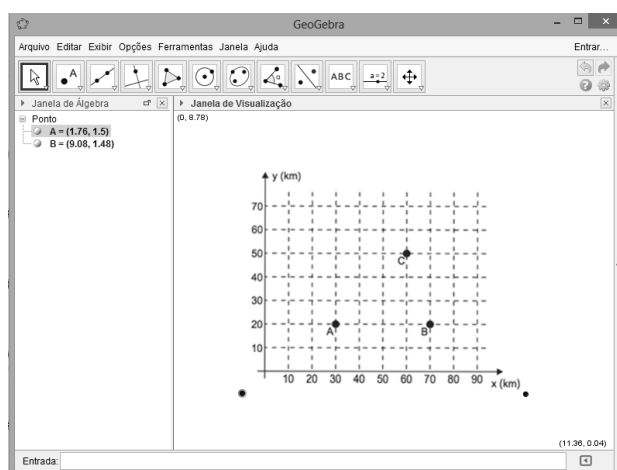 GeoGebra
Arquivo Editar Exibir Opções Ferramentas Janela Ajuda Entrar...
A α ABC a=2
Janela de Álgebra
Ponto
A = (1.76, 1.5)
B = (9.08, 1.48)
Janela de Visualização
(0, 8.78)
y (km)
70
60
50
C
40
30
20
A B
10
10 20 30 40 50 60 70 80 90 x (km)
(11.36, 0.04)
Entrada: